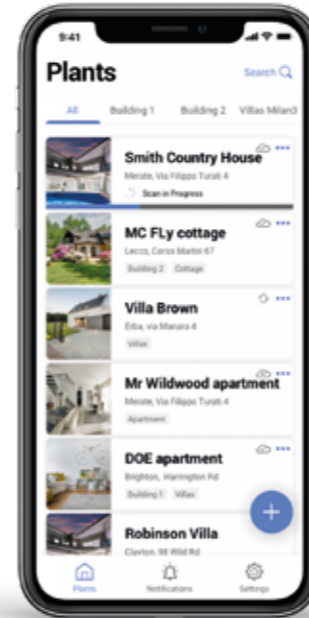 9:41
Plants
Search
All Building 1 Building 2 Villas Milan3
Smith Country House
Merate, Via Filippo Turati 4
Scan in Progress
MC FLy cottage
Lecco, Corso Martiri 67
Building 2 Cottage
Villa Brown
Erba, via Manara 4
Villas
Mr Wildwood apartment
Merate, Via Filippo Turati 4
Apartment
DOE apartment
Brighton, Harrington Rd
Building 1 Villas
Robinson Villa
Clayton, 98 Wild Rd
Plants Notifications Settings